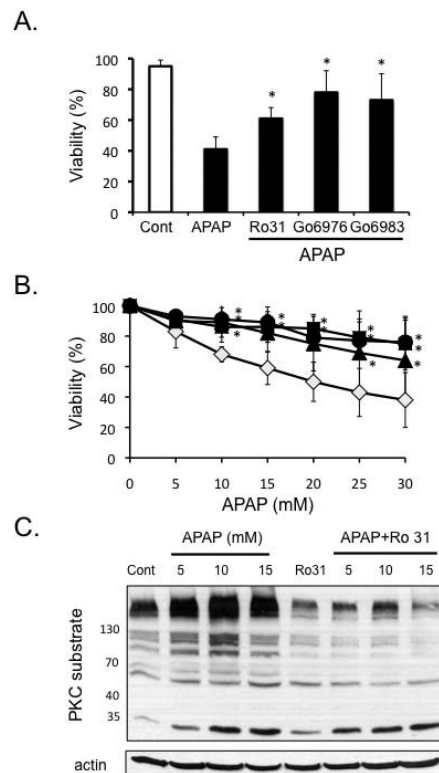 A.
100
80
60
40
20
0
Viability (%)
*
*
*
Cont
APAP
Ro31
Go6976
Go6983
APAP
B.
100
80
60
40
20
0
Viability (%)
* * * * * * * * * * * * * *
0
5
10
15
20
25
30
APAP (mM)
C.
APAP (mM)
APAP+Ro 31
Cont
5
10
15
Ro31
5
10
15
130
70
40
35
PKC substrate
actin